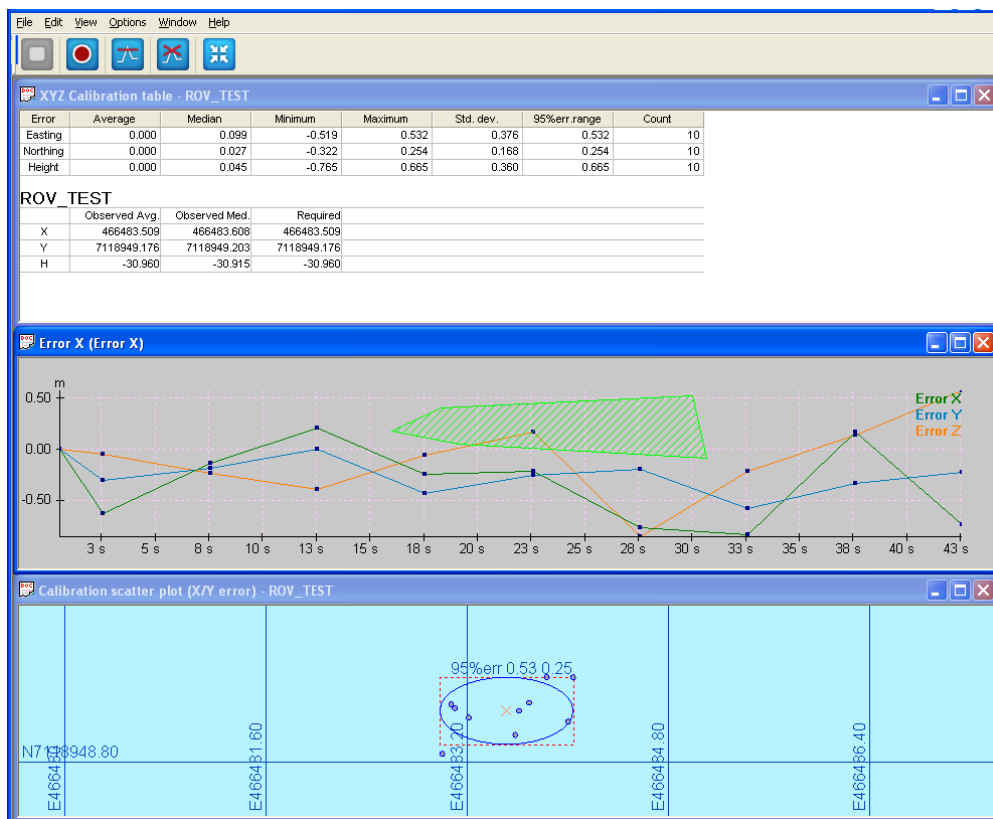 File Edit View Options Window Help
XYZ Calibration table - ROV_TEST
Error Average Median Minimum Maximum Std. dev. 95%err.range Count
Easting 0.000 0.099 -0.519 0.532 0.376 0.532 10
Northing 0.000 0.027 -0.322 0.254 0.168 0.254 10
Height 0.000 0.045 -0.765 0.665 0.360 0.665 10
ROV_TEST
Observed Avg. Observed Med. Required
X 466483.509 466483.608 466483.509
Y 7118949.176 7118949.203 7118949.176
H -30.960 -30.915 -30.960
DOC Error X (Error X)
m
0.50
0.00
-0.50
Error X
Error Y
Error Z
3 s 5 s 8 s 10 s 13 s 15 s 18 s 20 s 23 s 25 s 28 s 30 s 33 s 35 s 38 s 40 s 43 s
Calibration scatter plot (X/Y error) - ROV_TEST
95%err 0.53 0.25
N7118948.80
E466481.60
E466483.20
E466484.80
E466486.40